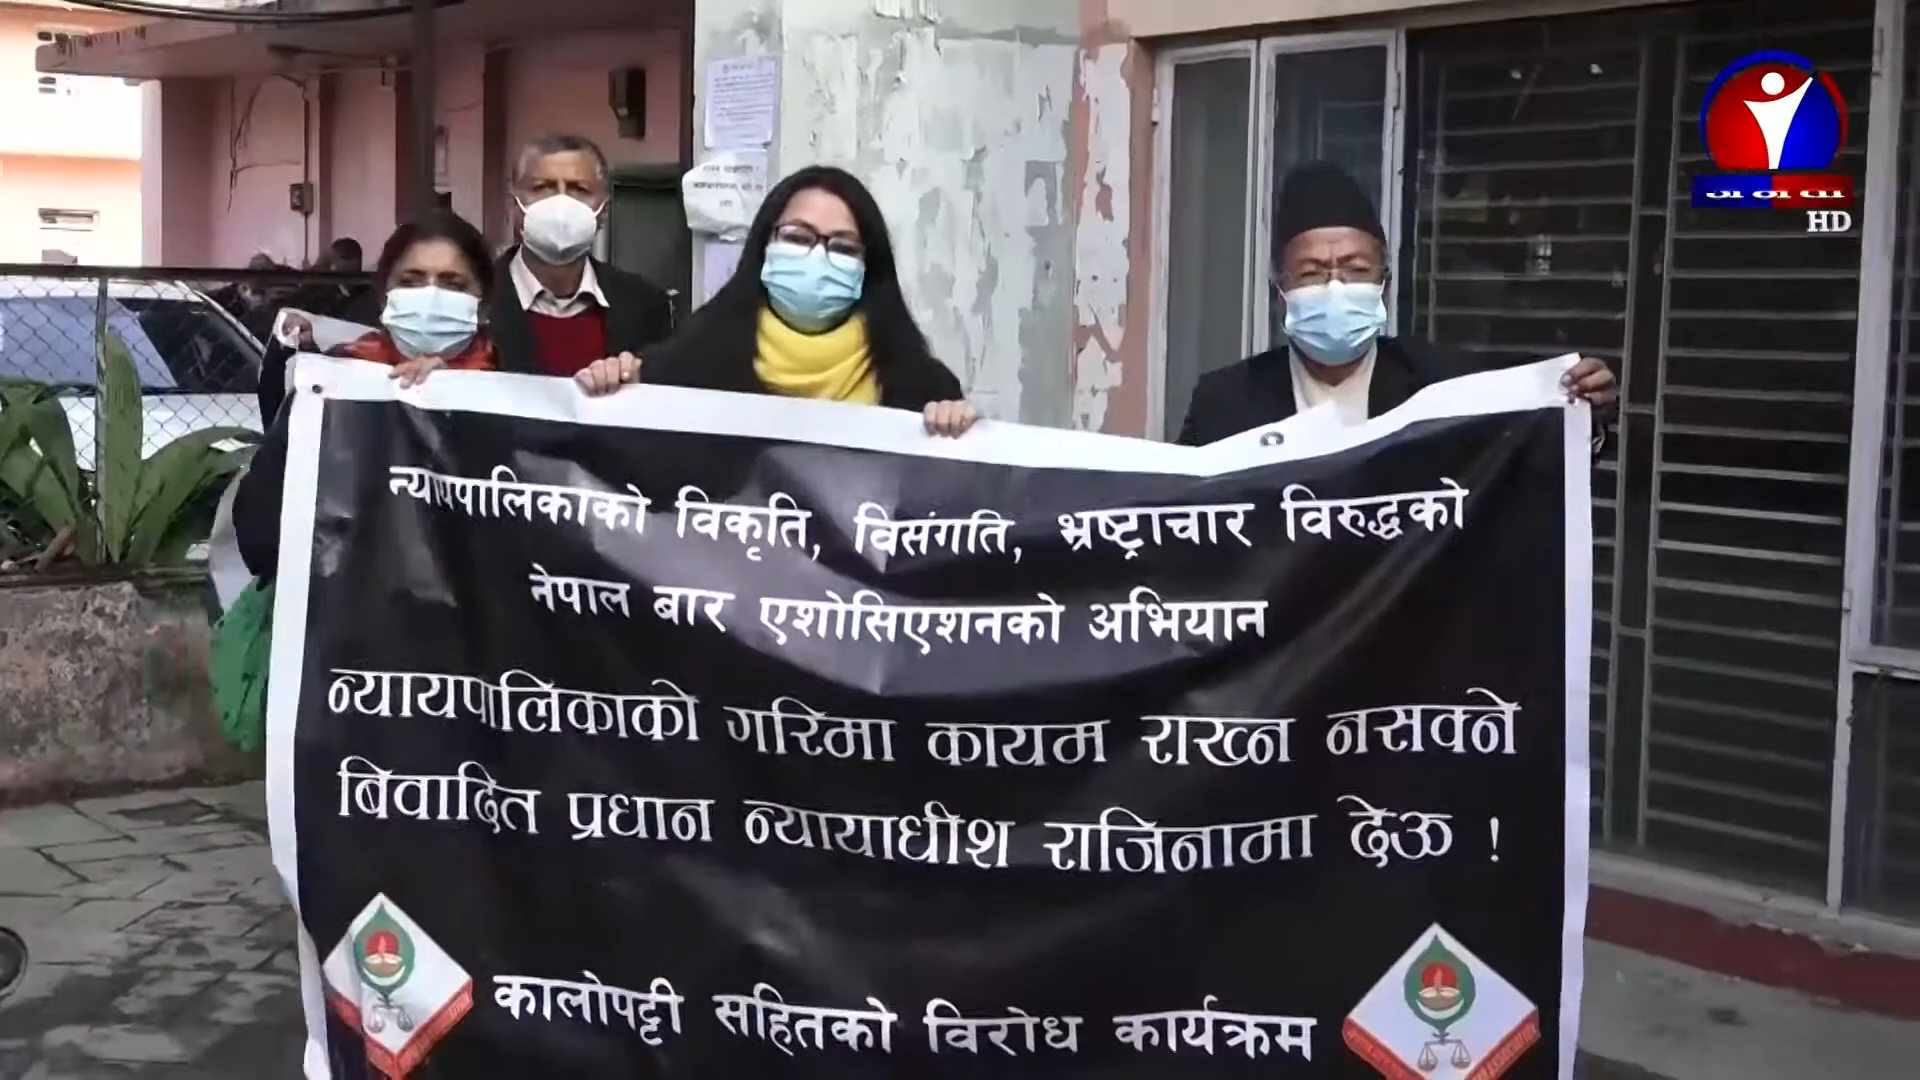 न्यायपालिकाको विकृति, विसंगति, भ्रष्ट्राचार विरुद्धको
नेपाल बार एशोसिएशनको अभियान
न्यायपालिकाको गरिमा कायम राख्न नसक्ने
बिवादित प्रधान न्यायाधीश राजिनामा देऊ !
कालोपट्टी सहितको विरोध कार्यक्रम
HD